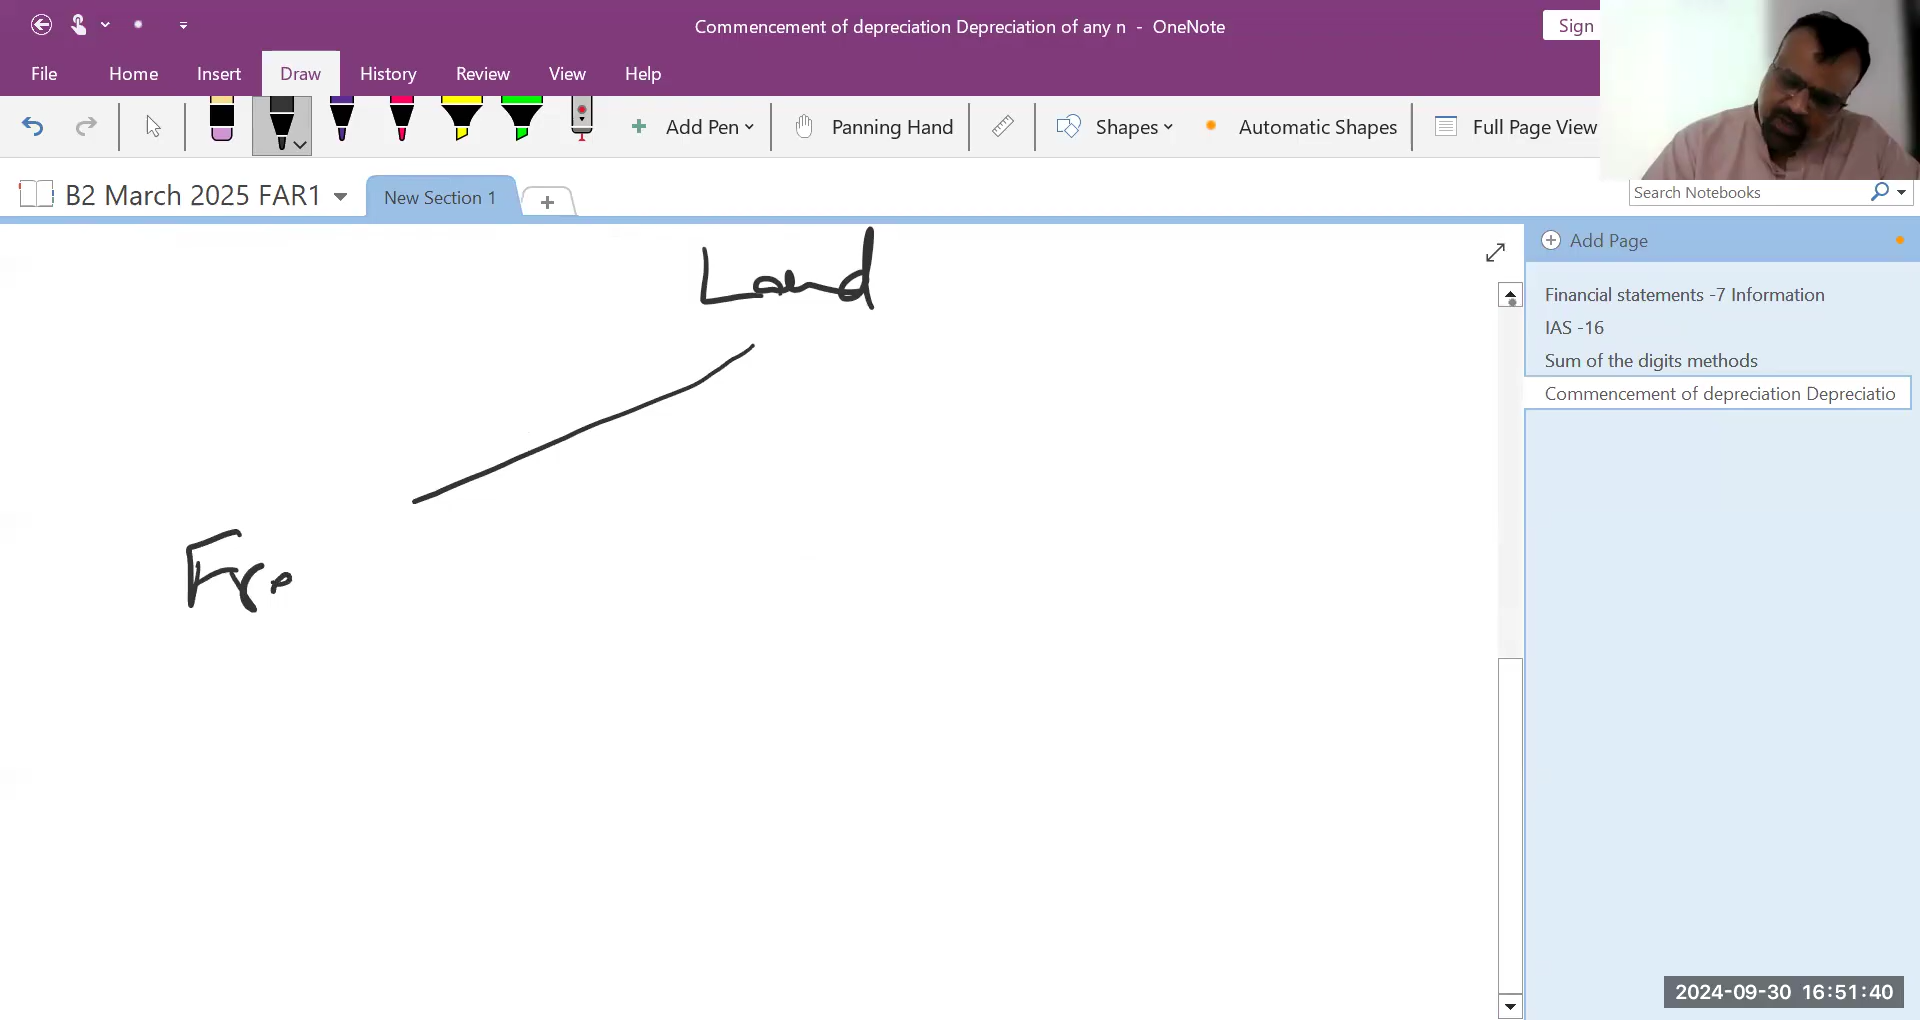 Commencement of depreciation Depreciation of any n - OneNote
Sign
File Home Insert Draw History Review View Help
Add Pen Panning Hand Shapes Automatic Shapes Full Page View
B2 March 2025 FAR1 New Section 1
Search Notebooks
Add Page
Land
Financial statements -7 Information
IAS -16
Sum of the digits methods
Commencement of depreciation Depreciatio
Fre
2024-09-30 16:51:40